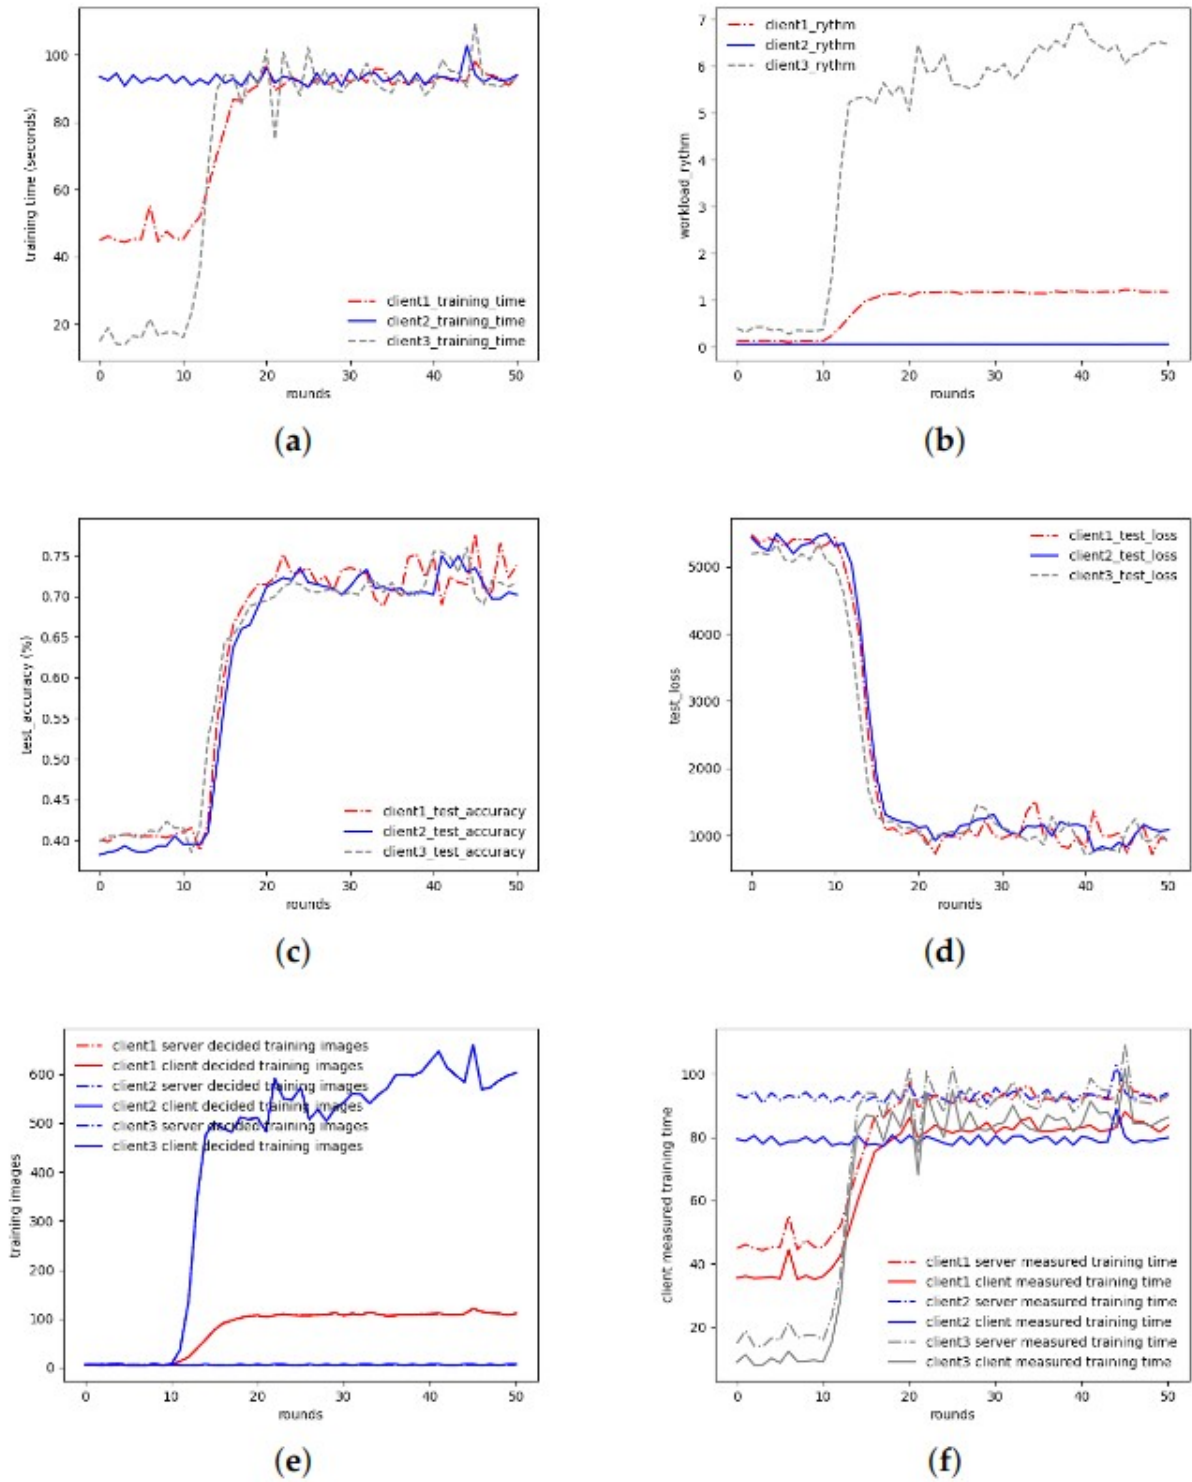 100
80
60
40
20
training time (seconds)
client1_training_time
client2_training_time
client3_training_time
0 10 20 30 40 50
rounds
(a)
7
6
5
4
3
2
1
0
workload_rythm
client1_rythm
client2_rythm
client3_rythm
0 10 20 30 40 50
rounds
(b)
0.75
0.70
0.65
0.60
0.55
0.50
0.45
0.40
test_accuracy (%)
client1_test_accuracy
client2_test_accuracy
client3_test_accuracy
0 10 20 30 40 50
rounds
(c)
5000
4000
3000
2000
1000
test_loss
client1_test_loss
client2_test_loss
client3_test_loss
0 10 20 30 40 50
rounds
(d)
600
500
400
300
200
100
0
training images
client1 server decided training images
client1 client decided training images
client2 server decided training images
client2 client decided training images
client3 server decided training images
client3 client decided training images
0 10 20 30 40 50
rounds
(e)
100
80
60
40
20
client measured training time
client1 server measured training time
client1 client measured training time
client2 server measured training time
client2 client measured training time
client3 server measured training time
client3 client measured training time
0 10 20 30 40 50
rounds
(f)